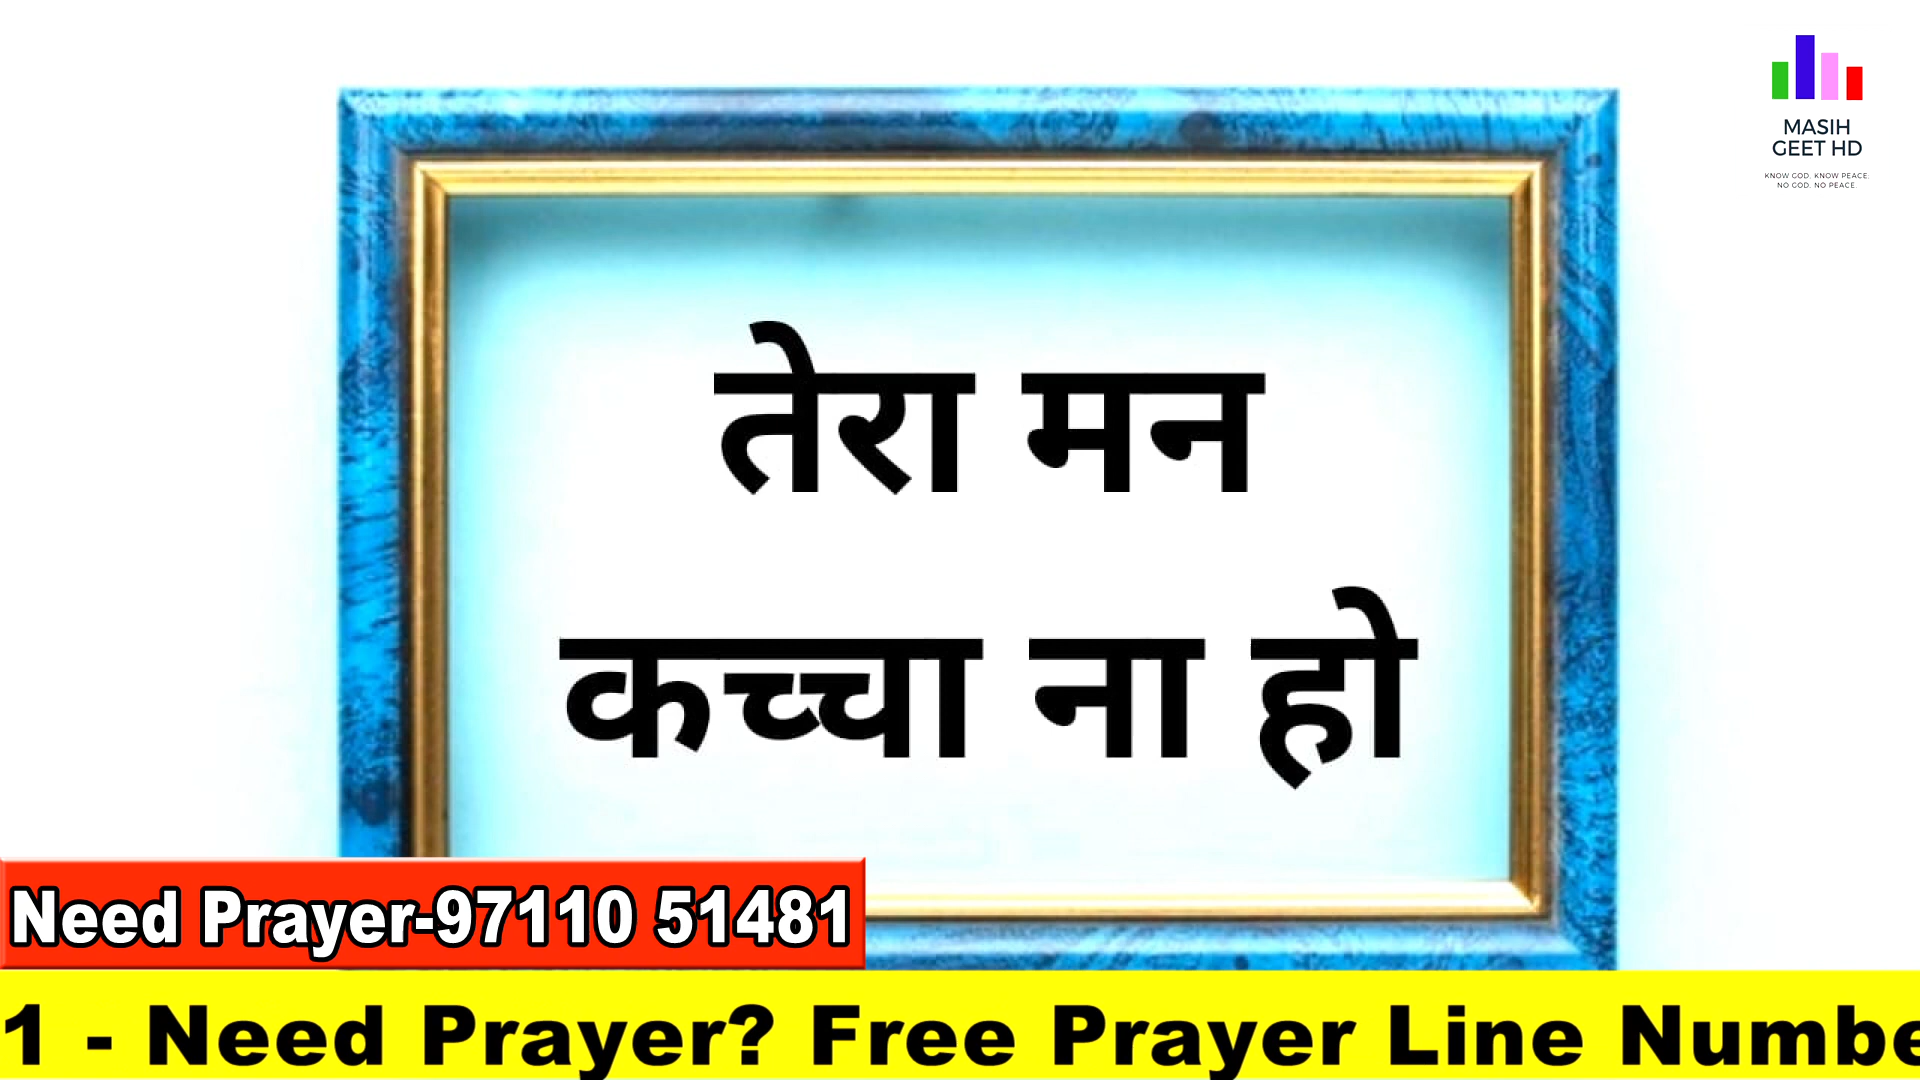 MASIH
GEET HD
KNOW GOD. KNOW PEACE.
NO GOD. NO PEACE.
तेरा मन
कच्चा ना हो
Need Prayer-97110 51481
1 - Need Prayer? Free Prayer Line Numbe